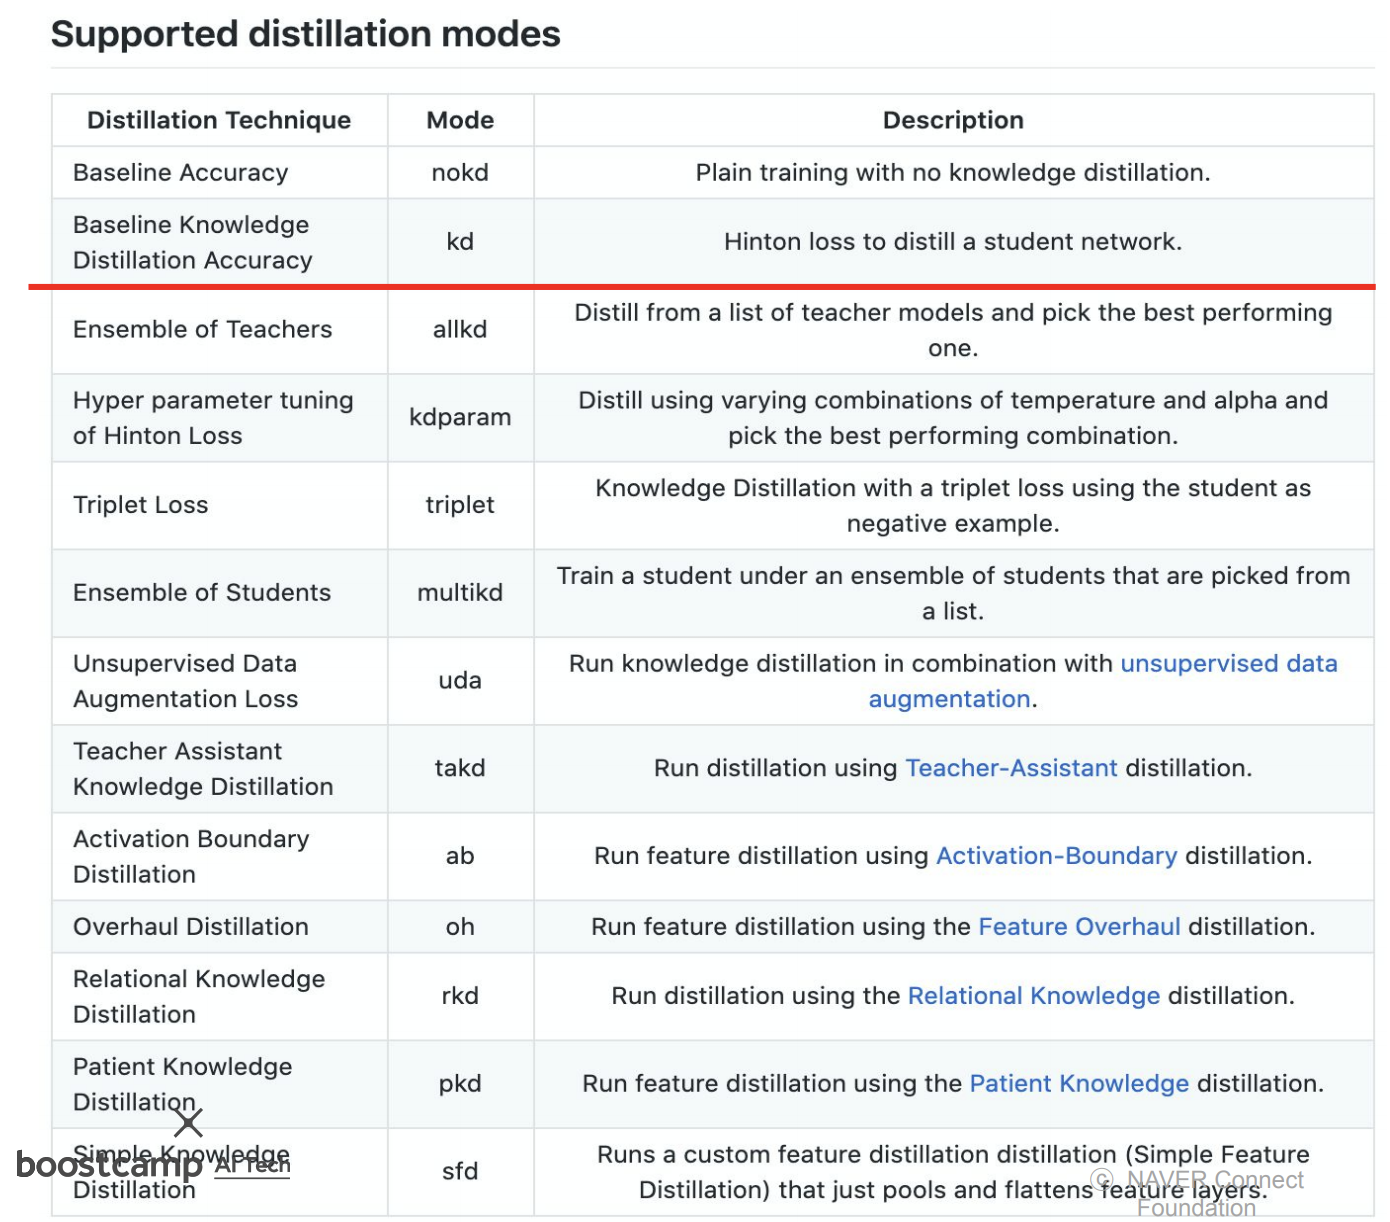 Supported distillation modes
Distillation Technique Mode Description
Baseline Accuracy nokd Plain training with no knowledge distillation.
Baseline Knowledge
Distillation Accuracy
kd
Hinton loss to distill a student network.
Ensemble of Teachers
allkd
Distill from a list of teacher models and pick the best performing
one.
Hyper parameter tuning
of Hinton Loss
kdparam
Distill using varying combinations of temperature and alpha and
pick the best performing combination.
Triplet Loss
triplet
Knowledge Distillation with a triplet loss using the student as
negative example.
Ensemble of Students
multikd
Train a student under an ensemble of students that are picked from
a list.
Unsupervised Data
Augmentation Loss
uda
Run knowledge distillation in combination with unsupervised data
augmentation.
Teacher Assistant
Knowledge Distillation
takd
Run distillation using Teacher-Assistant distillation.
Activation Boundary
Distillation
ab
Run feature distillation using Activation-Boundary distillation.
Overhaul Distillation oh Run feature distillation using the Feature Overhaul distillation.
Relational Knowledge
Distillation
rkd
Run distillation using the Relational Knowledge distillation.
Patient Knowledge
Distillation
pkd
Run feature distillation using the Patient Knowledge distillation.
Simple Knowledge
Distillation
sfd
Runs a custom feature distillation distillation (Simple Feature
Distillation) that just pools and flattens feature layers.
boostcamp AI Tech
© NAVER Connect
Foundation